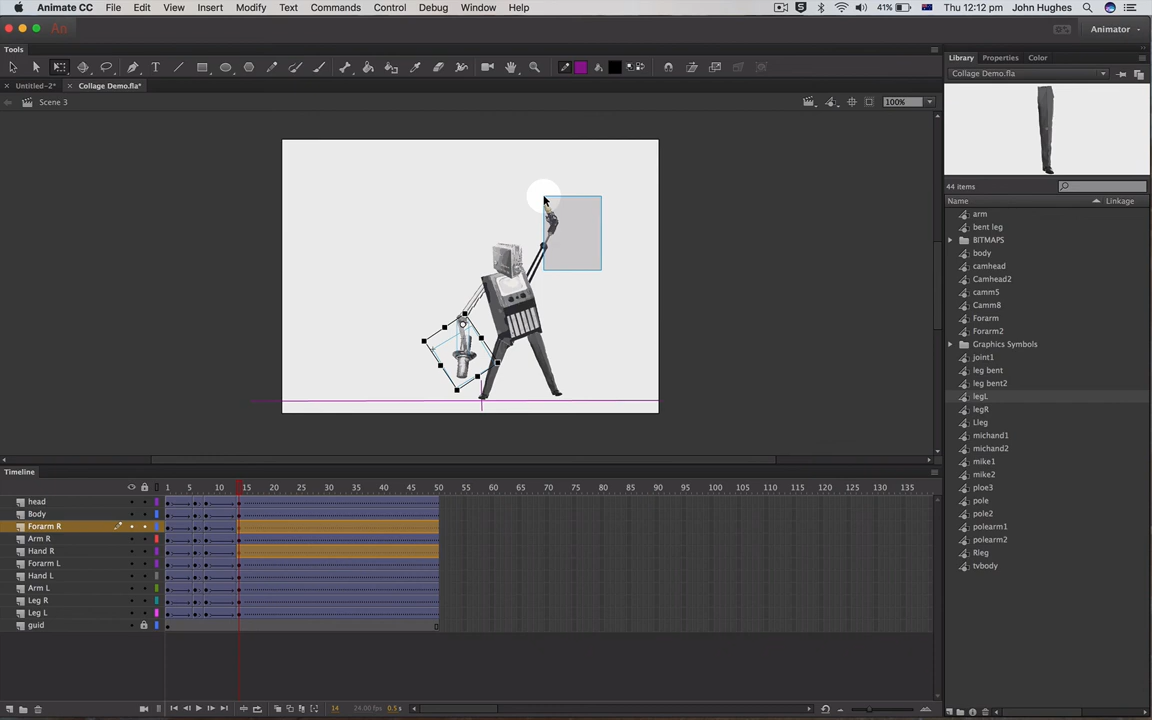 Animate CC File Edit View Insert Modify Text Commands Control Debug Window Help 41% Thu 12:12 pm John Hughes
An Animator
Tools
Untitled-2* Collage Demo.fla*
Scene 3 100%
Library Properties Color
Collage Demo.fla
44 items
Name Linkage
arm
bent leg
BITMAPS
body
camhead
Camhead2
camm5
Camm8
Forarm
Forarm2
Graphics Symbols
joint1
leg bent
leg bent2
legL
legR
Lleg
michand1
michand2
mike1
mike2
ploe3
pole
pole2
polearm1
polearm2
Rleg
tvbody
Timeline
1 5 10 15 20 25 30 35 40 45 50 55 60 65 70 75 80 85 90 95 100 105 110 115 120 125 130 135
head
Body
Forarm R
Arm R
Hand R
Forarm L
Hand L
Arm L
Leg R
Leg L
guid
14 24.00 fps 0.5 s